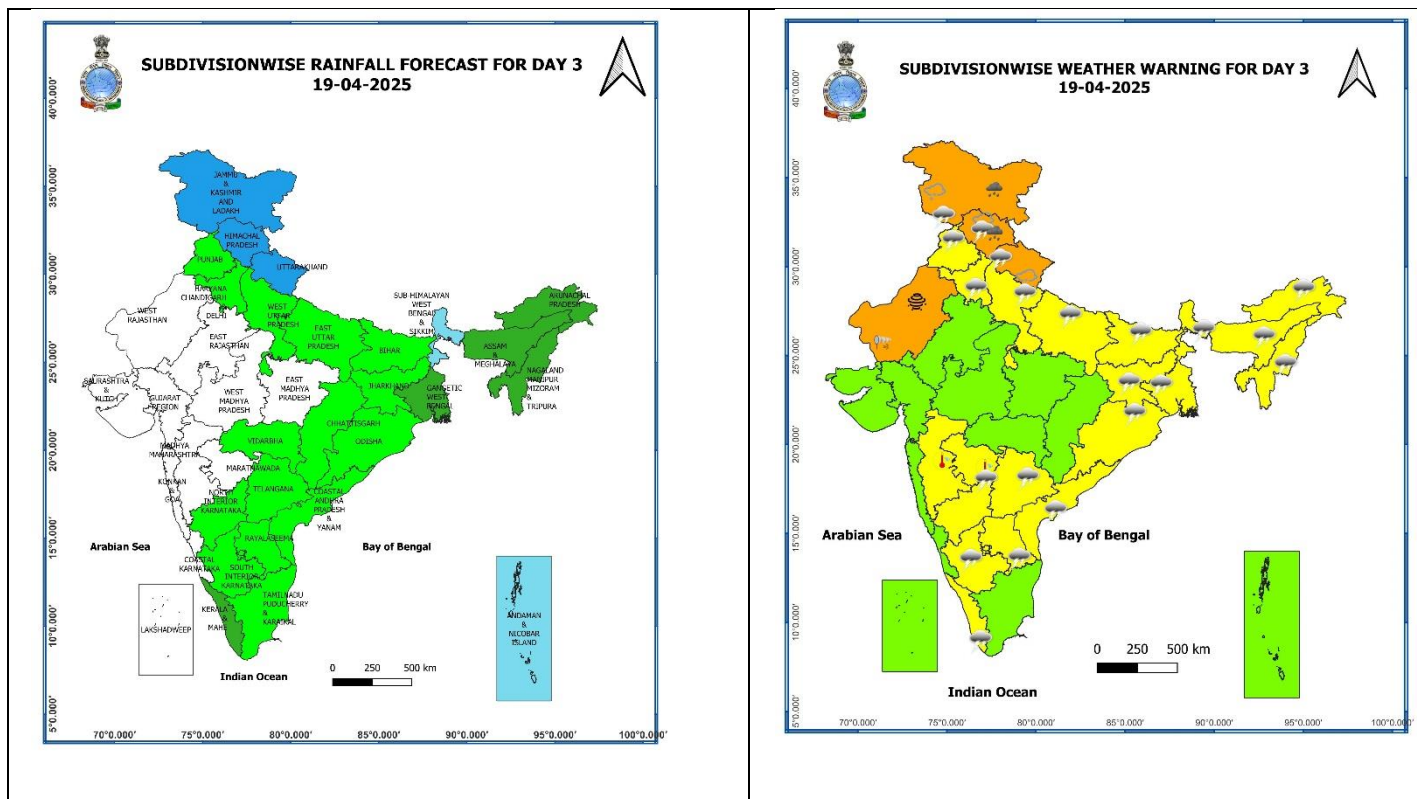 SUBDIVISIONWISE RAINFALL FORECAST FOR DAY 3
19-04-2025
40°0.000'
35°0.000'
30°0.000'
25°0.000'
20°0.000'
15°0.000'
10°0.000'
5°0.000'
JAMMU
&
KASHMIR
AND
LADAKH
HIMACHAL
PRADESH
PUNJAB
UTTARAKHAND
HARYANA
CHANDIGARH
DELHI
WEST
RAJASTHAN
WEST
UTTAR
PRADESH
EAST
RAJASTHAN
EAST
UTTAR
PRADESH
BIHAR
SUB HIMALAYAN
WEST
BENGAL
&
SIKKIM
ARUNACHAL
PRADESH
ASSAM
&
MEGHALAYA
NAGALAND
MANIPUR
MIZORAM
&
TRIPURA
SAURASHTRA
&
KUTCH
GUJARAT
REGION
WEST
MADHYA
PRADESH
EAST
MADHYA
PRADESH
JHARKHAND
GANGETIC
WEST
BENGAL
CHHATTISGARH
ODISHA
VIDARBHA
MADHYA
MAHARASHTRA
MARATHAWADA
KONKAN
&
GOA
TELANGANA
NORTH
INTERIOR
KARNATAKA
COASTAL
ANDHRA
PRADESH
&
YANAM
RAYALASEEMA
COASTAL
KARNATAKA
SOUTH
INTERIOR
KARNATAKA
TAMILNADU
PUDUCHERRY
&
KARAIKAL
KERALA
&
MAHE
LAKSHADWEEP
ANDAMAN
&
NICOBAR
ISLAND
Arabian Sea
Bay of Bengal
Indian Ocean
0 250 500 km
70°0.000' 75°0.000' 80°0.000' 85°0.000' 90°0.000' 95°0.000' 100°0.000'
SUBDIVISIONWISE WEATHER WARNING FOR DAY 3
19-04-2025
40°0.000'
35°0.000'
30°0.000'
25°0.000'
20°0.000'
15°0.000'
10°0.000'
5°0.000'
Arabian Sea
Bay of Bengal
Indian Ocean
0 250 500 km
70°0.000' 75°0.000' 80°0.000' 85°0.000' 90°0.000' 95°0.000' 100°0.000'